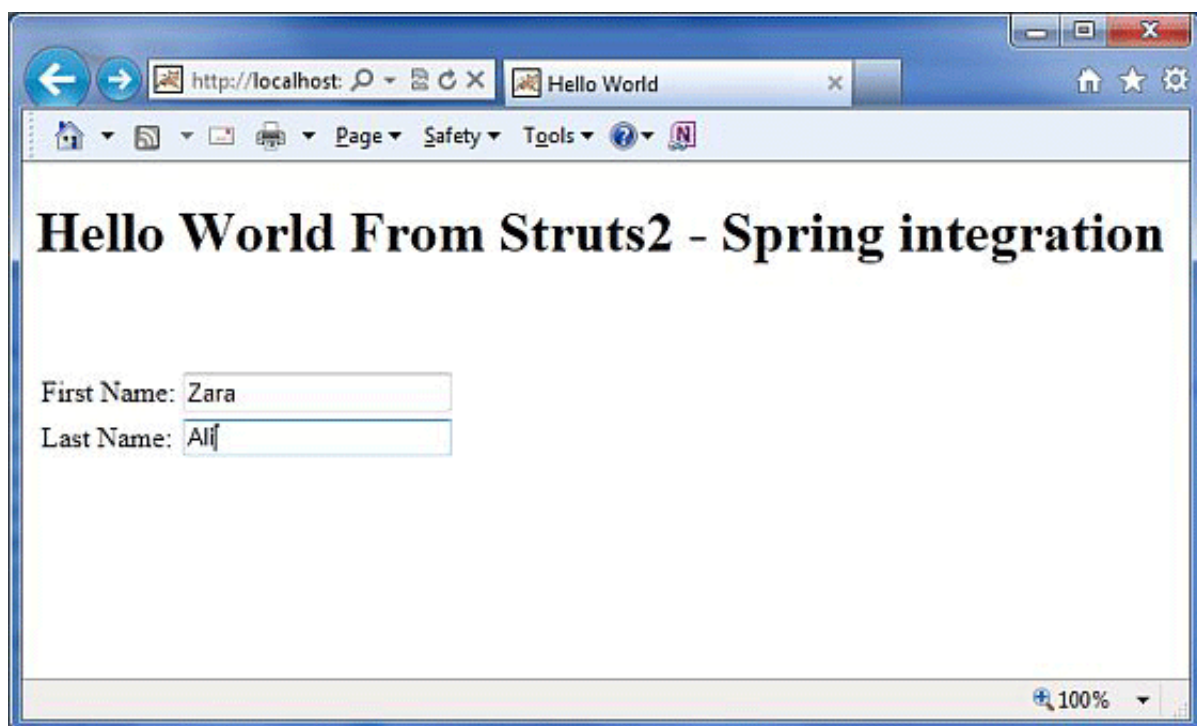 http://localhost: Hello World
Page Safety Tools
Hello World From Struts2 - Spring integration
First Name: Zara
Last Name: Ali
100%